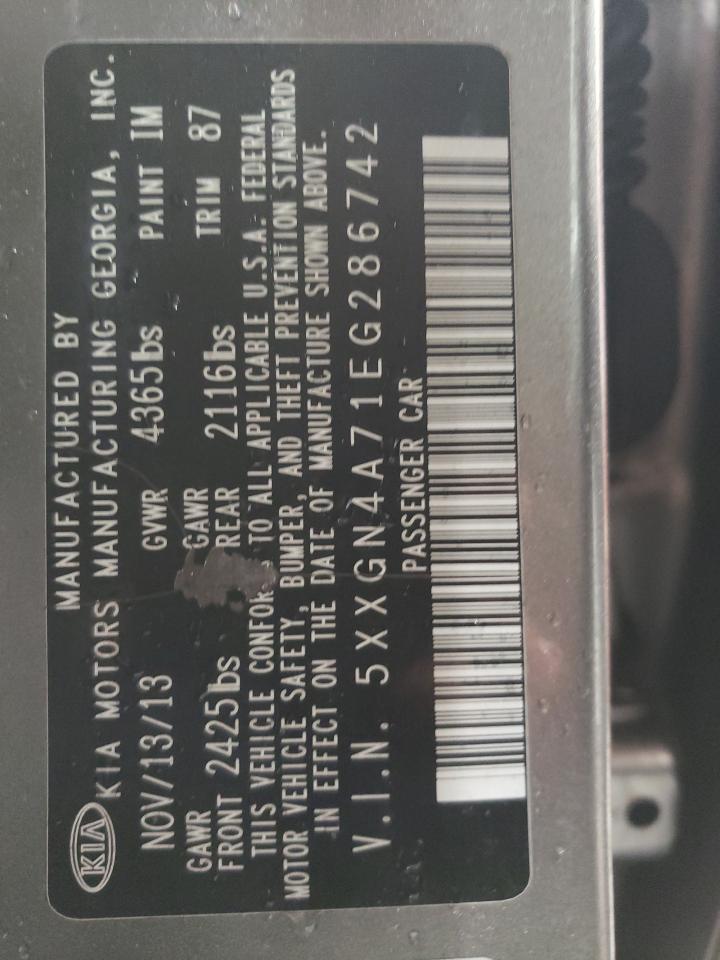 MANUFACTURED BY
KIA KIA MOTORS MANUFACTURING GEORGIA, INC.
NOV/13/13 GVWR 4365lbs PAINT IM
GAWR GAWR TRIM 87
FRONT 2425lbs REAR 2116lbs
THIS VEHICLE TO ALL APPLICABLE U.S.A. FEDERAL
MOTOR VEHICLE SAFETY, BUMPER, AND THEFT PREVENTION STANDARDS
IN EFFECT ON THE DATE OF MANUFACTURE SHOWN ABOVE.
V.I.N. 5XXGN4A71EG286742
PASSENGER CAR